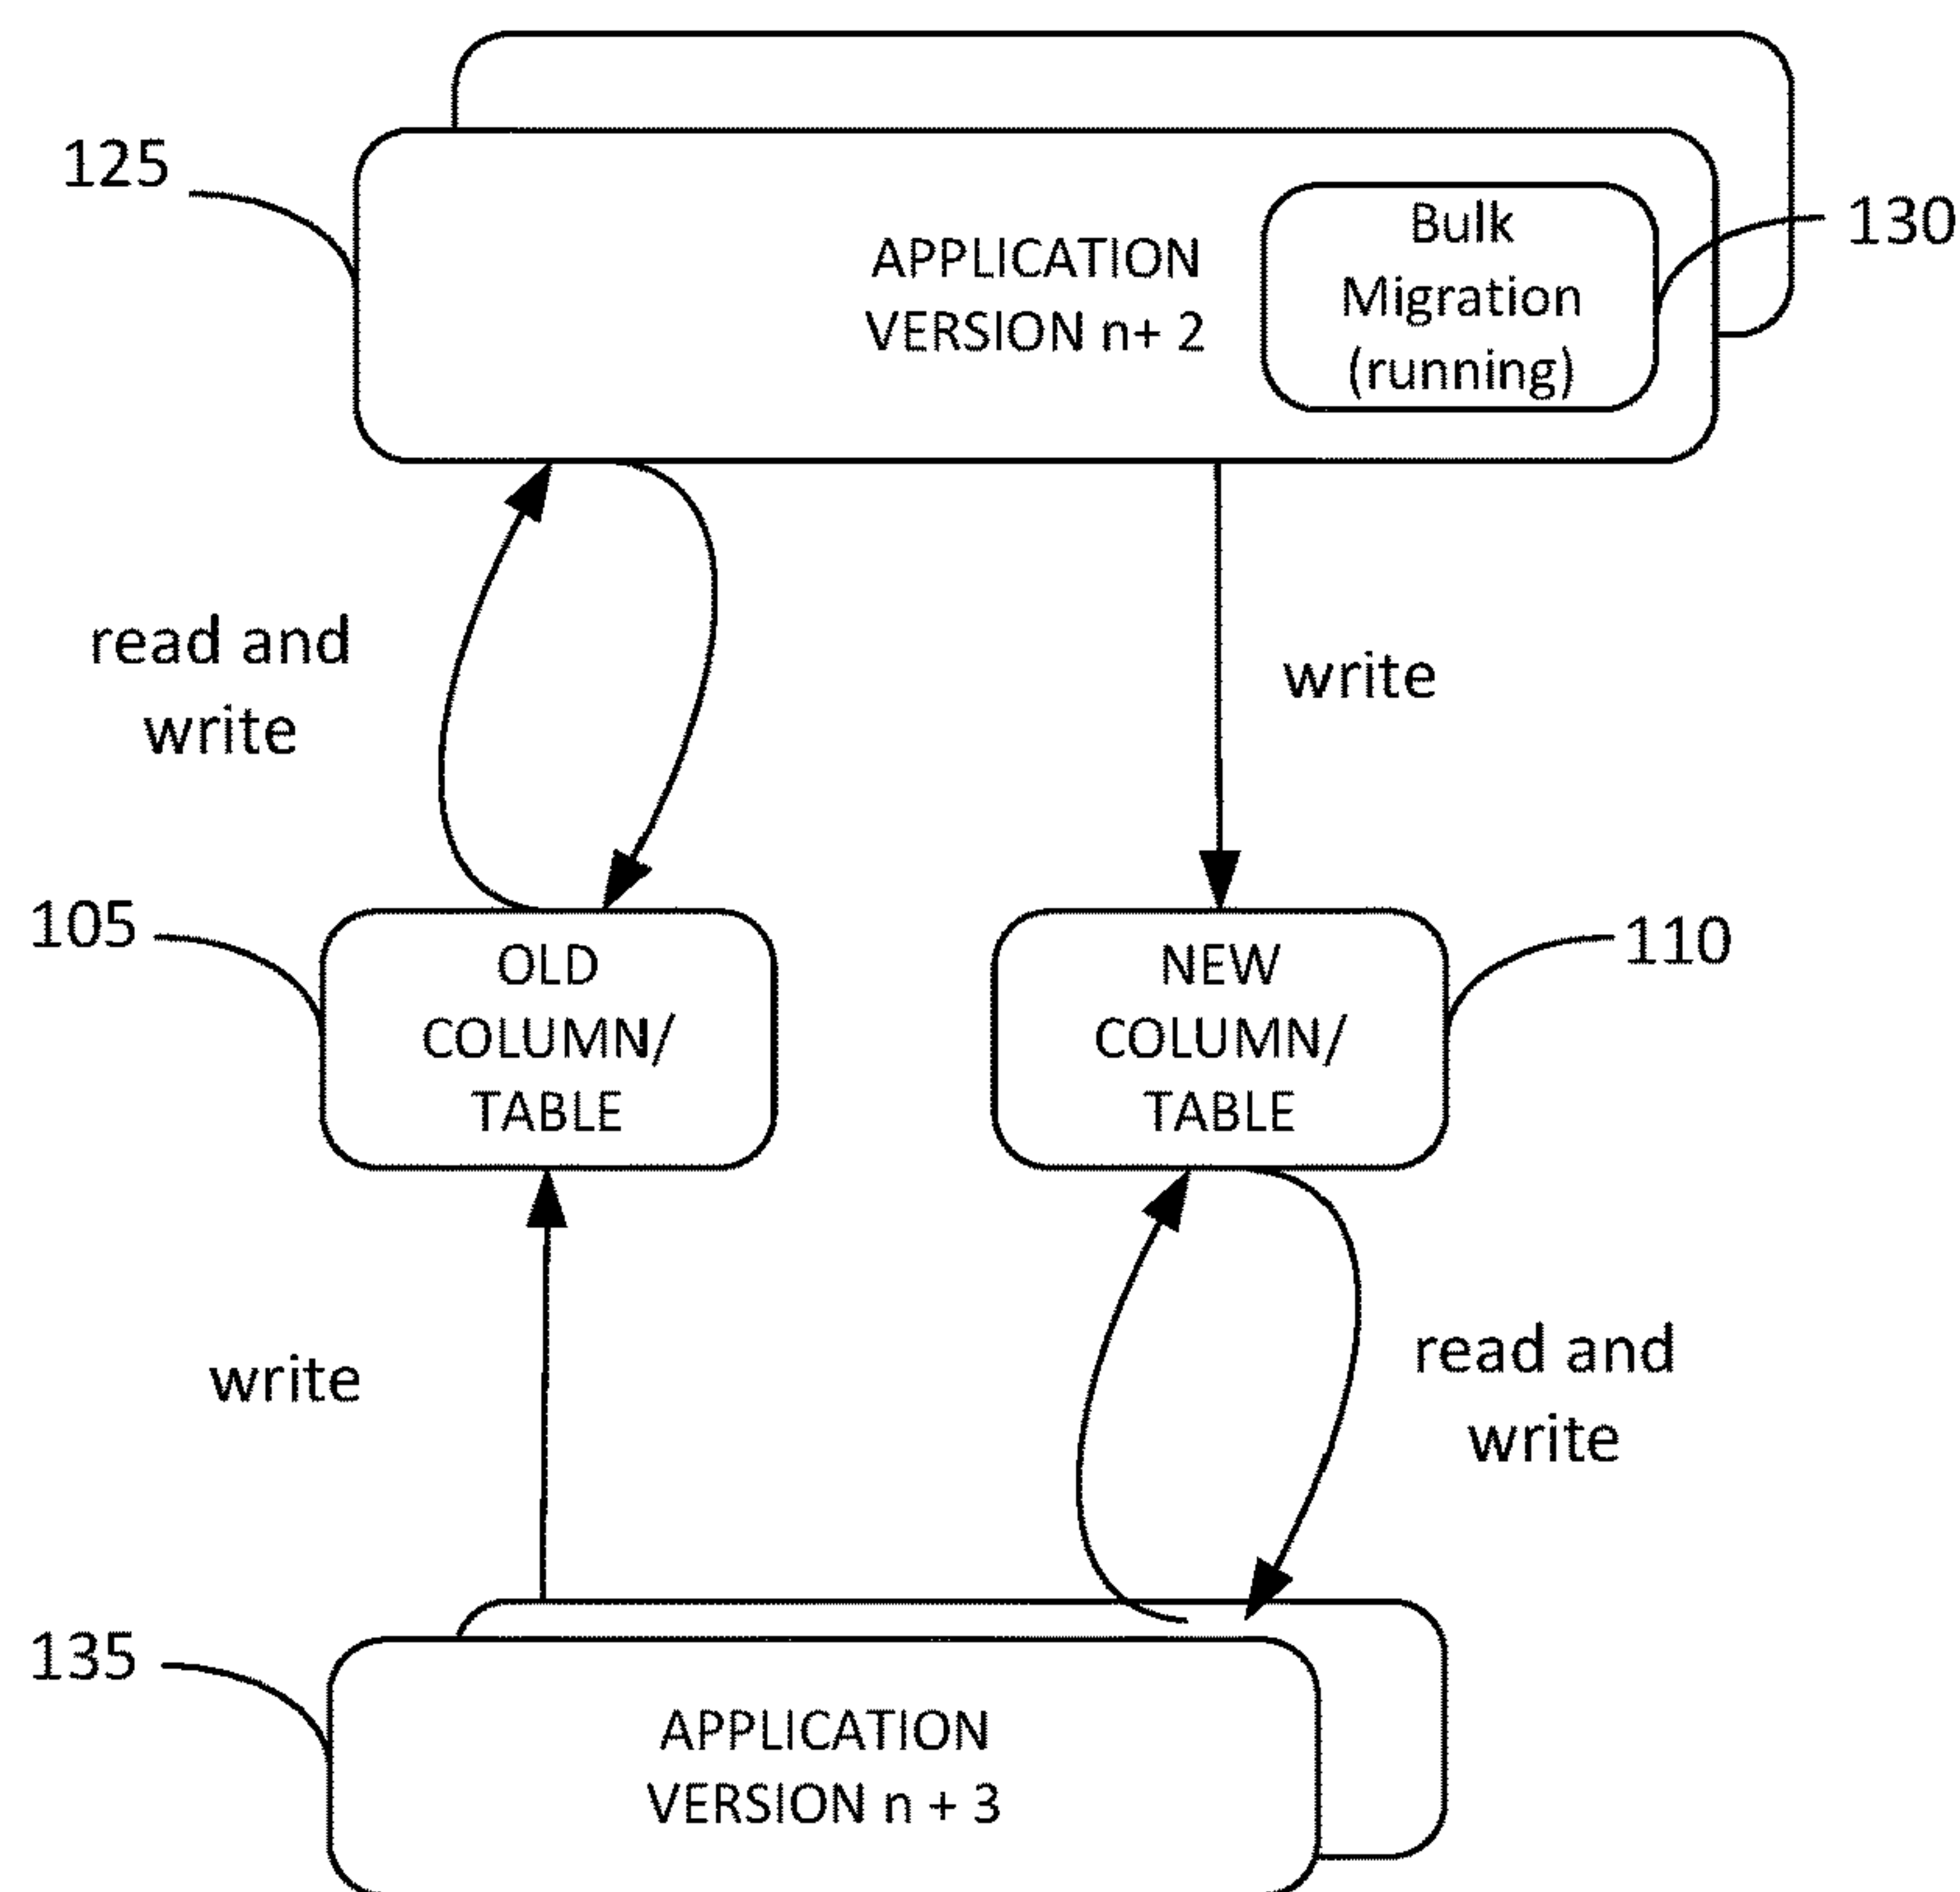 125
APPLICATION
VERSION n+ 2
Bulk
Migration
(running)
130
read and
write
write
105
OLD
COLUMN/
TABLE
NEW
COLUMN/
TABLE
110
write
read and
write
135
APPLICATION
VERSION n + 3